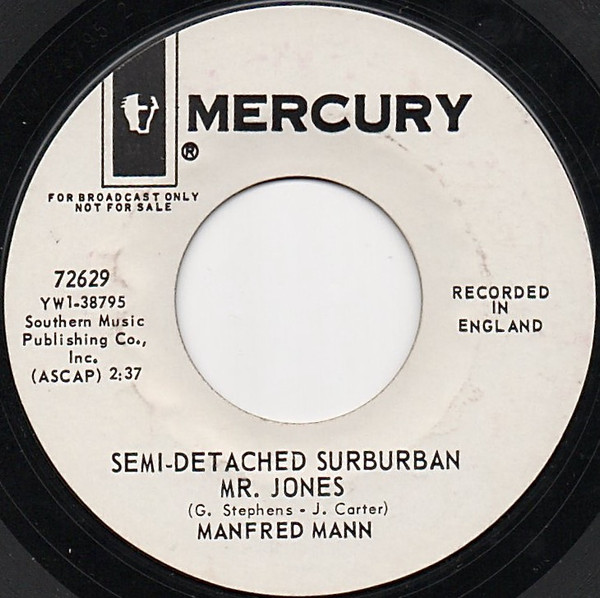 MERCURY
®
FOR BROADCAST ONLY
NOT FOR SALE
72629
YW1-38795
Southern Music
Publishing Co.,
Inc.
(ASCAP) 2:37
RECORDED
IN
ENGLAND
SEMI-DETACHED SURBURBAN
MR. JONES
(G. Stephens - J. Carter)
MANFRED MANN